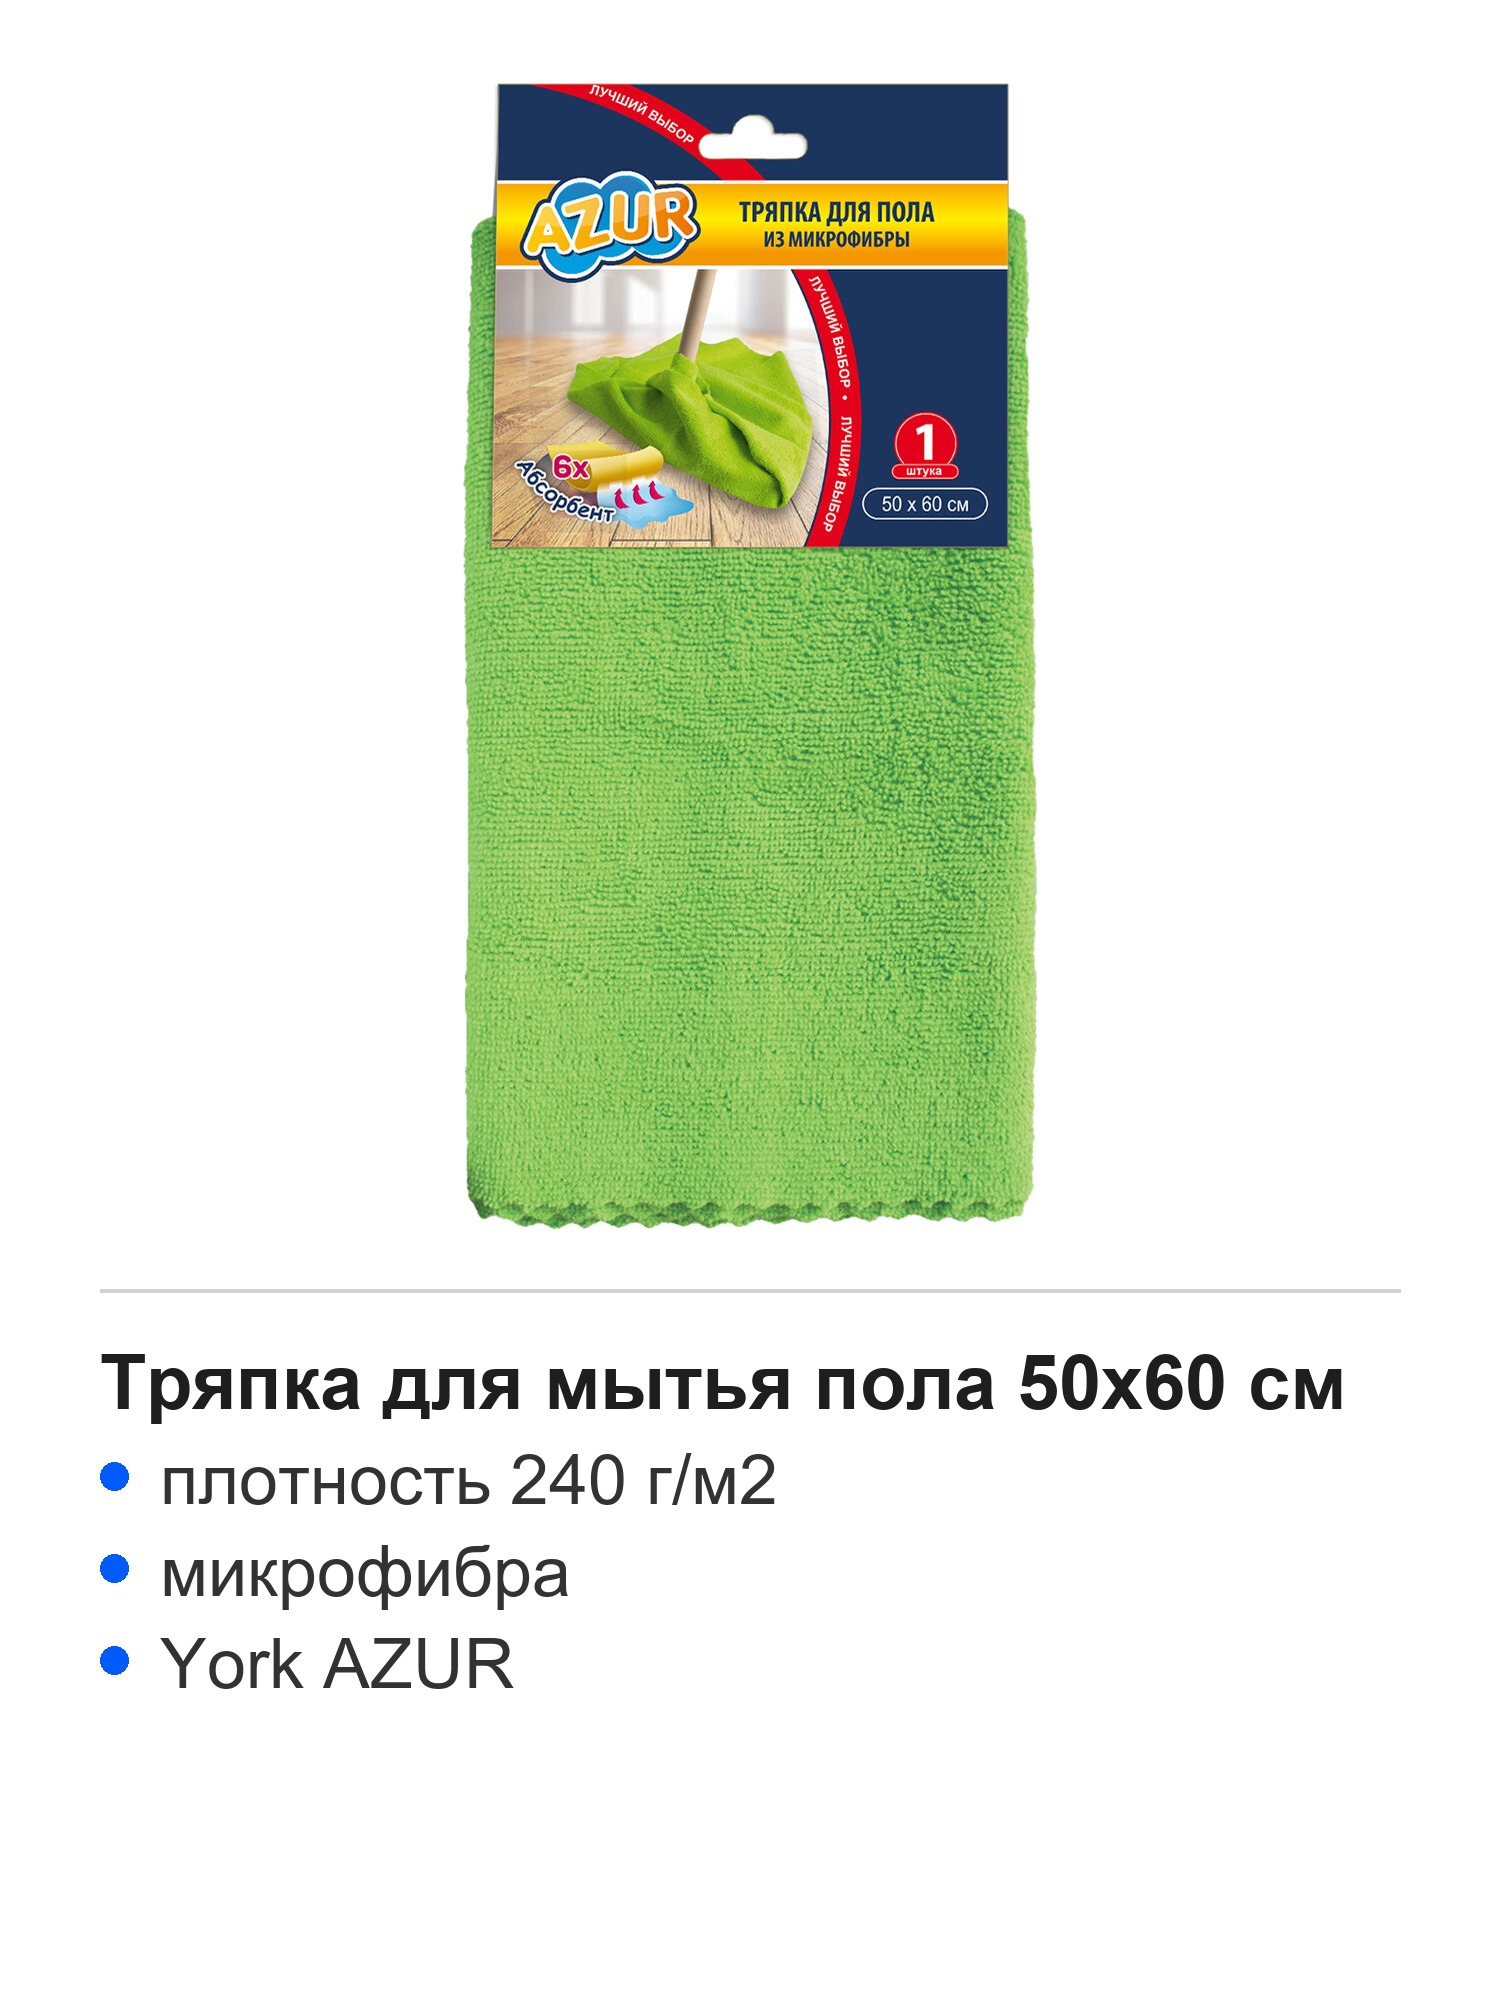 ЛУЧШИЙ ВЫБОР
AZUR
ТРЯПКА ДЛЯ ПОЛА
ИЗ МИКРОФИБРЫ
ЛУЧШИЙ ВЫБОР • ЛУЧШИЙ ВЫБОР
6x
Абсорбент
1
штука
50 x 60 см
Тряпка для мытья пола 50х60 см
плотность 240 г/м2
микрофибра
York AZUR